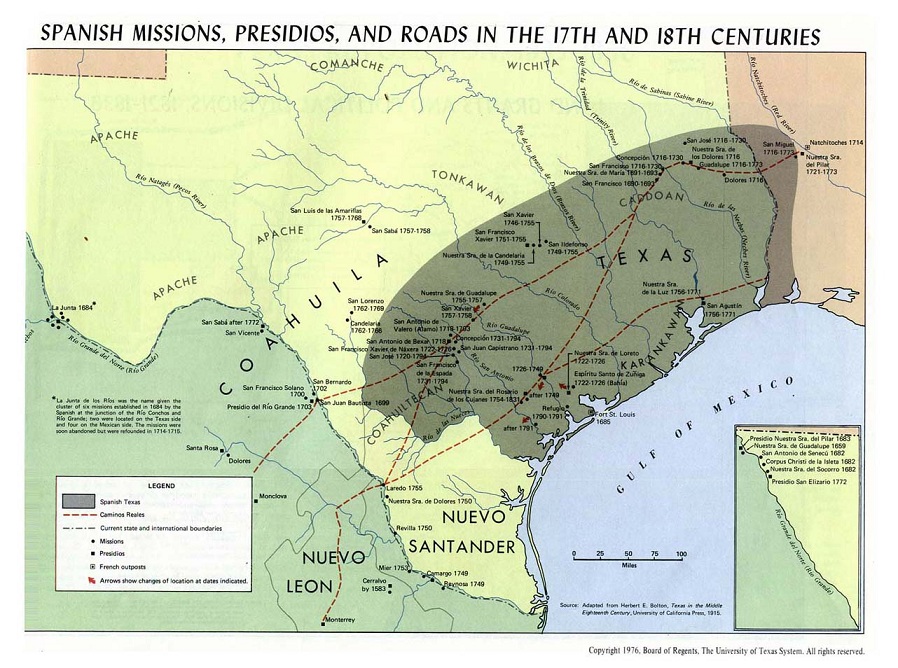 SPANISH MISSIONS, PRESIDIOS, AND ROADS IN THE 17TH AND 18TH CENTURIES
COMANCHE
WICHITA
APACHE
TONKAWAN
APACHE
APACHE
CADDOAN
KARANKAWAN
COAHUILTECAN
COAHUILA
TEXAS
NUEVO
SANTANDER
NUEVO
LEON
GULF OF MEXICO
Río Natagés (Pecos River)
Río de los Brazos de Dios (Brazos River)
Río de la Trinidad (Trinity River)
Río de Sabinas (Sabine River)
Río Natchitoches (Red River)
Río de las Nechas (Neches River)
Río Colorado
Río Guadalupe
Río San Antonio
Río de las Nueces
Río Grande del Norte (Río Grande)
San José 1716-1730
Nuestra Sra. de
los Dolores 1716
Guadalupe 1716-1773
San Miguel
1716-1773
Natchitoches 1714
Nuestra Sra.
del Pilar
1721-1773
Dolores 1716
Concepción 1716-1730
San Francisco 1716-1730
Nuestra Sra. de María 1691-1693
San Francisco 1690-1693
San Luis de las Amarillas
1757-1768
San Sabá 1757-1758
San Xavier
1746-1755
San Francisco
Xavier 1751-1755
San Ildefonso
1749-1755
Nuestra Sra. de la Candelaria
1749-1755
Nuestra Sra.
de la Luz 1756-1771
San Agustín
1756-1771
La Junta 1684
San Sabá after 1772
San Vicente
San Lorenzo
1762-1769
Candelaria
1762-1766
Nuestra Sra. de Guadalupe
1755-1757
San Xavier
1757-1758
San Antonio de
Valero (Alamo) 1718-1793
San Antonio de Bexar 1718
Concepción 1731-1794
San Francisco Xavier de Náxera 1722-1726
San Juan Capistrano 1731-1794
San José 1720-1794
San Francisco
de la Espada
1731-1794
Nuestra Sra. de Loreto
1722-1726
Espíritu Santo de Zuñiga
1722-1726 (Bahía)
1726-1749
Nuestra Sra. del Rosario
de los Cujanes 1754-1831
after 1749
Refugio
1790-1791
after 1791
Fort St. Louis
1685
San Francisco Solano
1700
San Bernardo
1702
Presidio del Río Grande 1703
San Juan Bautista 1699
Santa Rosa
Dolores
Monclova
Laredo 1755
Nuestra Sra. de Dolores 1750
Revilla 1750
Mier 1753
Camargo 1749
Reynosa 1749
Cerralvo
by 1583
Monterrey
*La Junta de los Ríos was the name given the
cluster of six missions established in 1684 by the
Spanish at the junction of the Río Conchos and
Río Grande; two were located on the Texas side
and four on the Mexican side. The missions were
soon abandoned but were refounded in 1714-1715.
LEGEND
Spanish Texas
Caminos Reales
Current state and international boundaries
Missions
Presidios
French outposts
Arrows show changes of location at dates indicated.
0 25 50 75 100
Miles
Source: Adapted from Herbert E. Bolton, Texas in the Middle
Eighteenth Century, University of California Press, 1915.
Presidio Nuestra Sra. del Pilar 1683
Nuestra Sra. de Guadalupe 1659
San Antonio de Senecú 1682
Corpus Christi de la Isleta 1682
Nuestra Sra. del Socorro 1682
Presidio San Elizario 1772
Río Grande del Norte (Río Grande)
Copyright 1976, Board of Regents, The University of Texas System. All rights reserved.